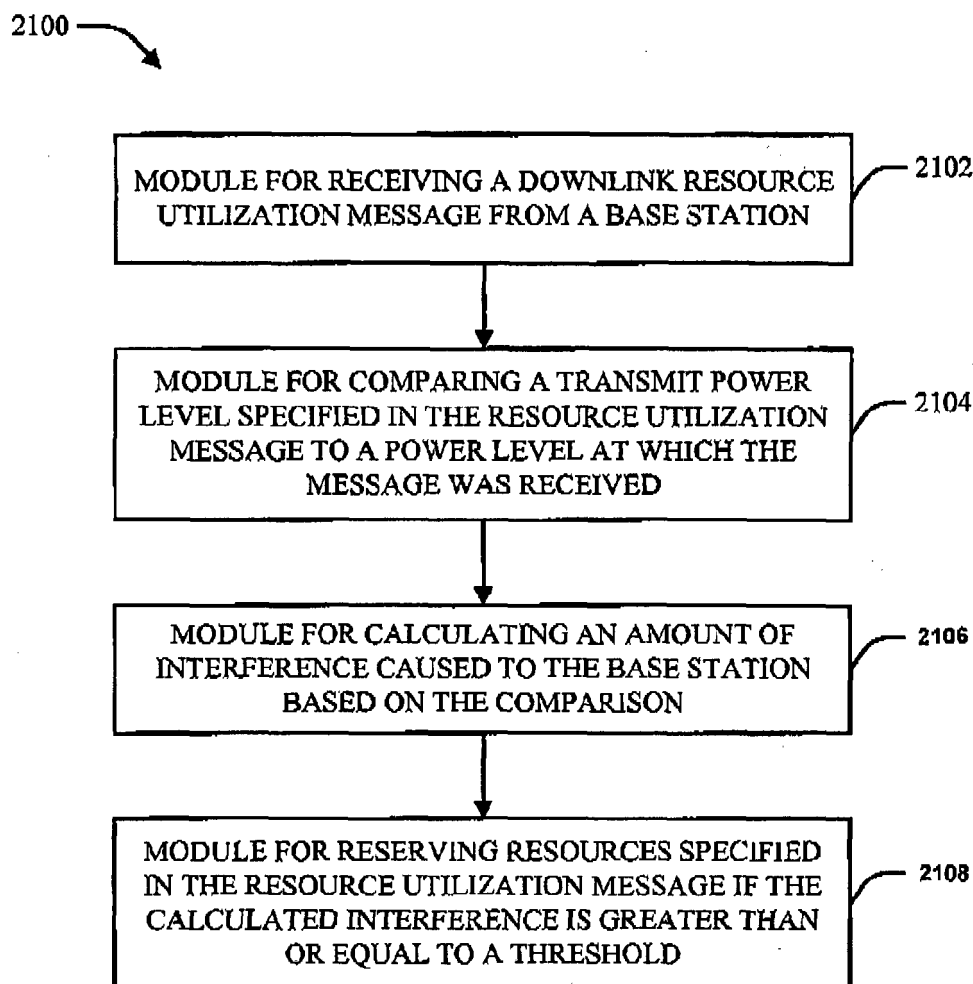 2100
MODULE FOR RECEIVING A DOWNLINK RESOURCE
UTILIZATION MESSAGE FROM A BASE STATION
2102
MODULE FOR COMPARING A TRANSMIT POWER
LEVEL SPECIFIED IN THE RESOURCE UTILIZATION
MESSAGE TO A POWER LEVEL AT WHICH THE
MESSAGE WAS RECEIVED
2104
MODULE FOR CALCULATING AN AMOUNT OF
INTERFERENCE CAUSED TO THE BASE STATION
BASED ON THE COMPARISON
2106
MODULE FOR RESERVING RESOURCES SPECIFIED
IN THE RESOURCE UTILIZATION MESSAGE IF THE
CALCULATED INTERFERENCE IS GREATER THAN
OR EQUAL TO A THRESHOLD
2108